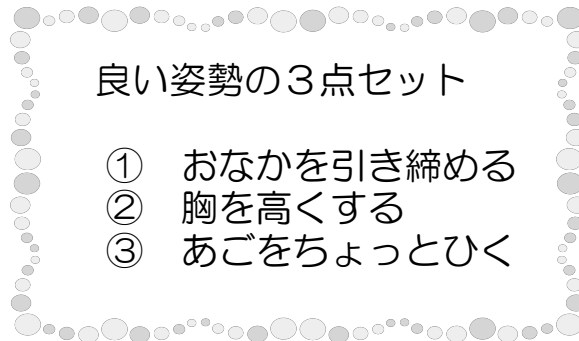 良い姿勢の３点セット
①　おなかを引き締める
②　胸を高くする
③　あごをちょっとひく